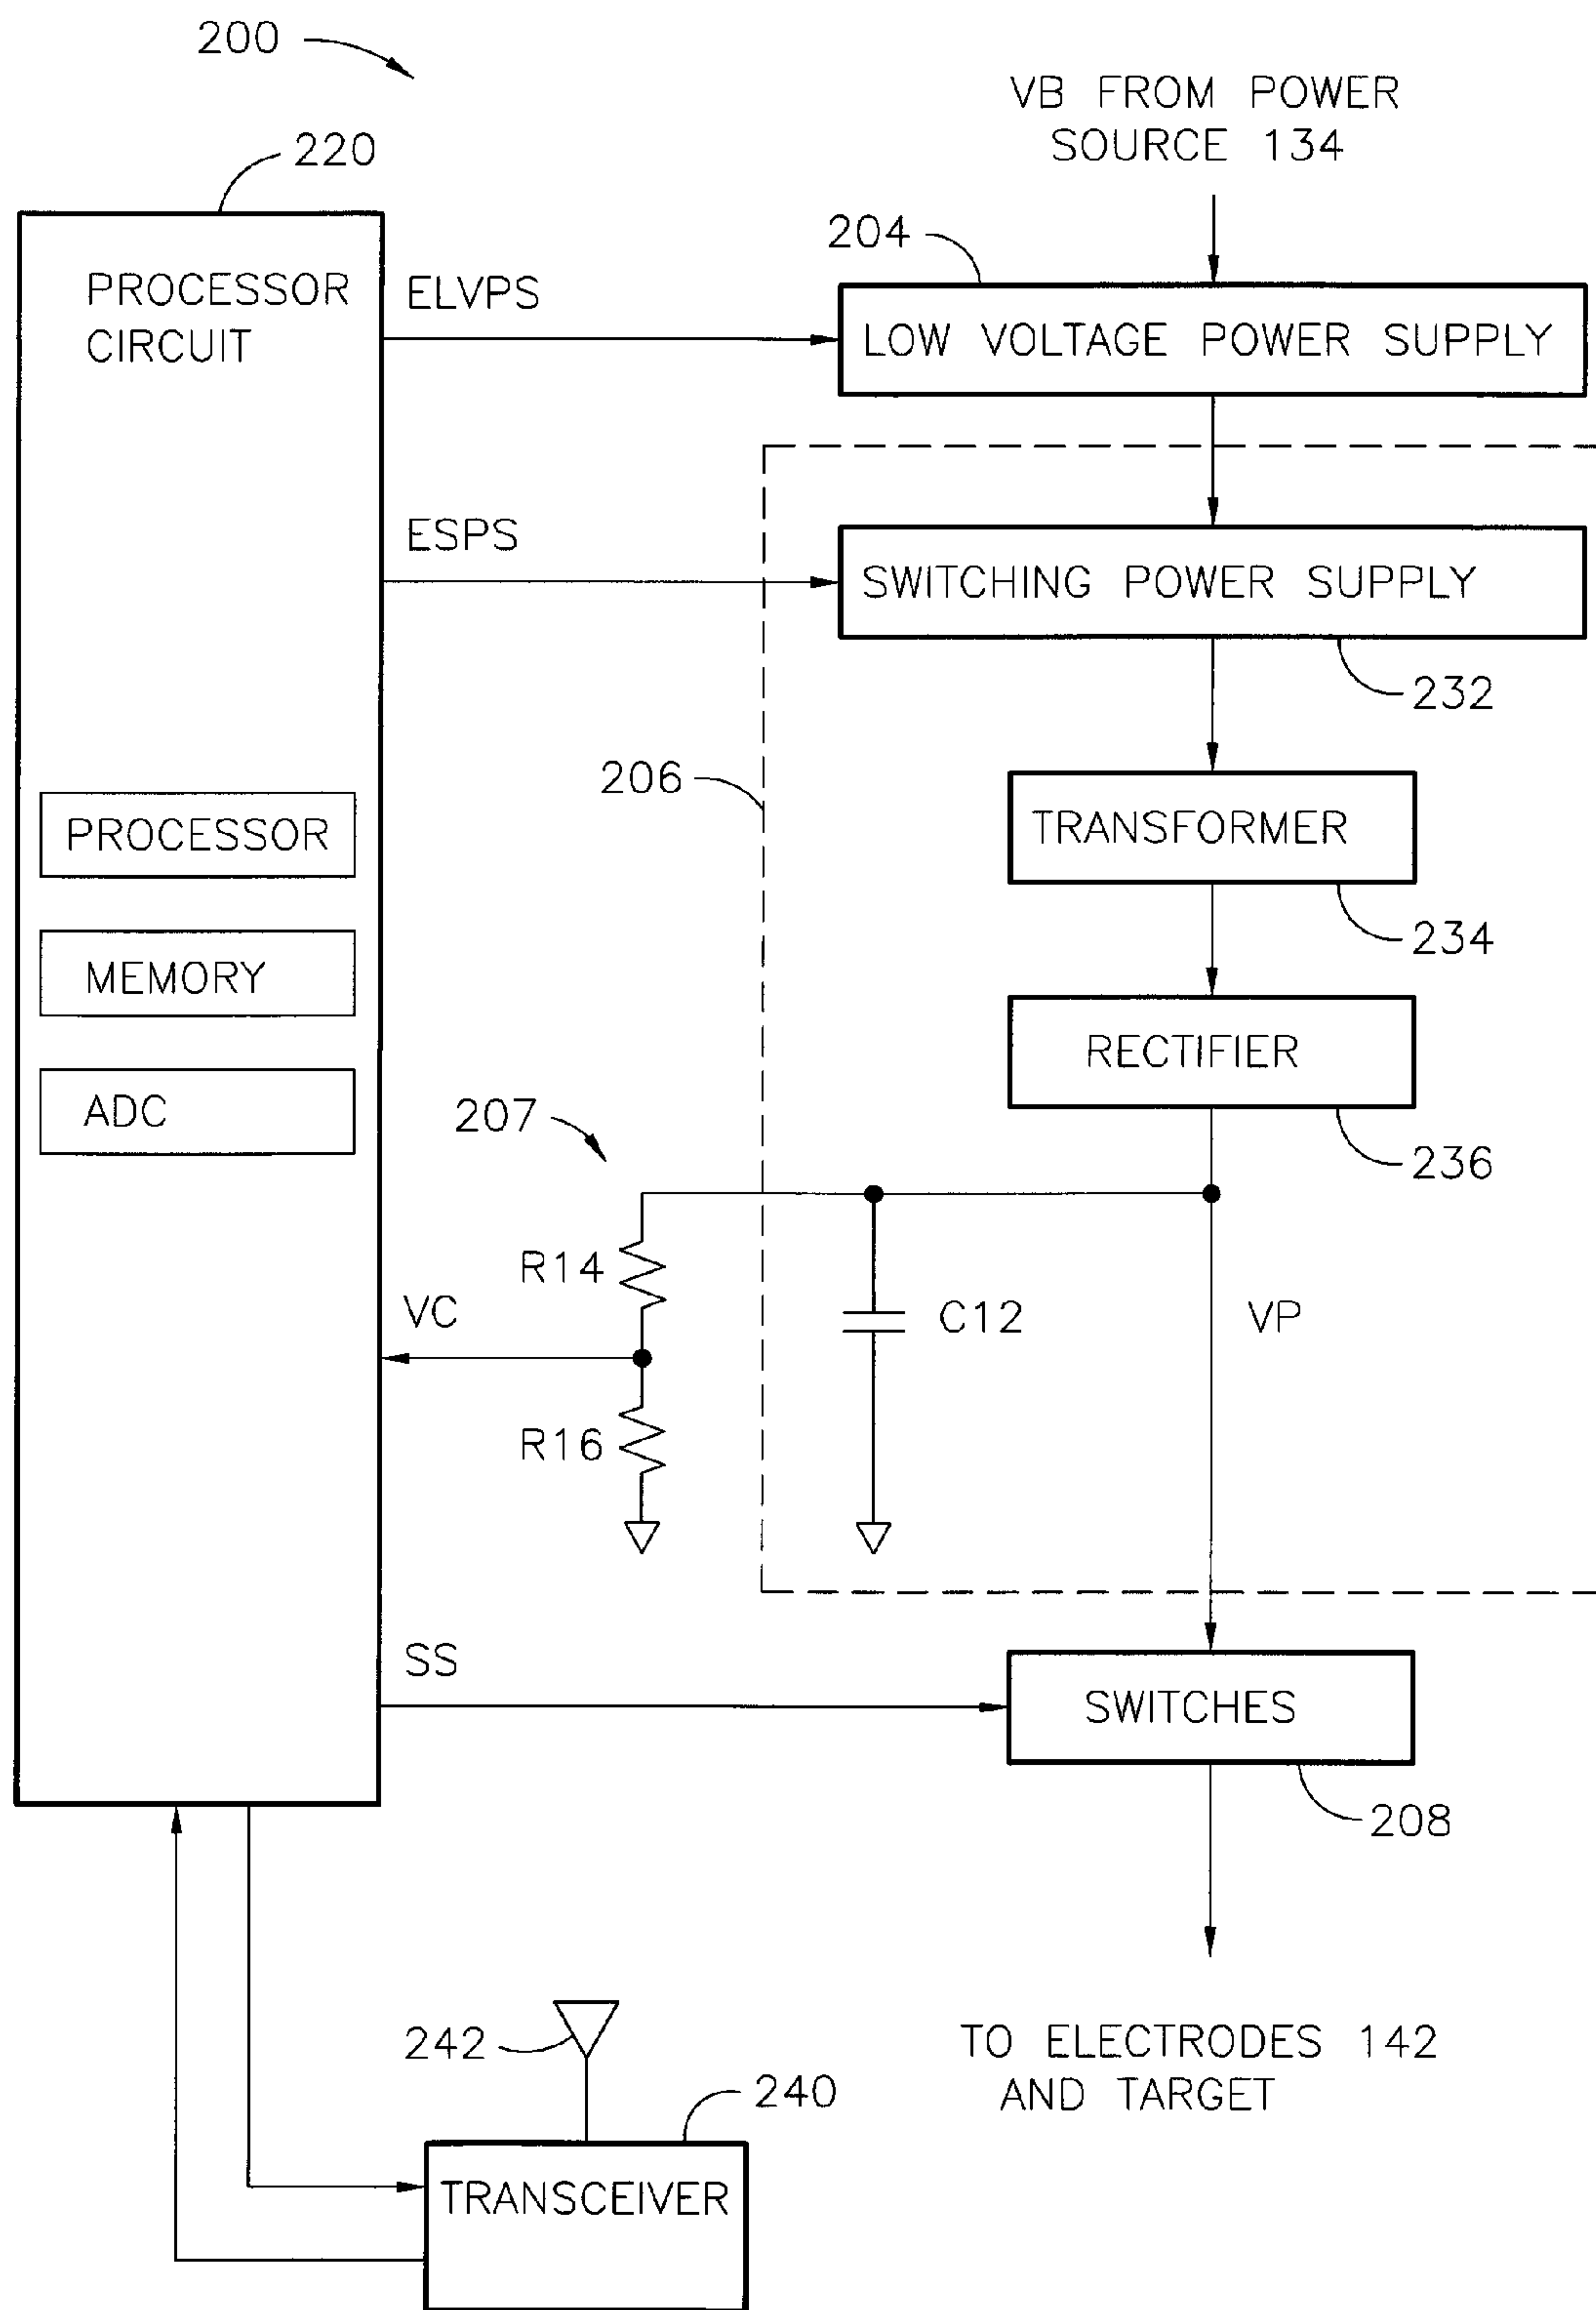 200
VB FROM POWER
SOURCE 134
220
204
PROCESSOR
CIRCUIT
ELVPS
LOW VOLTAGE POWER SUPPLY
ESPS
SWITCHING POWER SUPPLY
232
206
TRANSFORMER
PROCESSOR
234
MEMORY
RECTIFIER
ADC
207
236
R14
VC
C12
VP
R16
SS
SWITCHES
208
242
TO ELECTRODES 142
AND TARGET
240
TRANSCEIVER